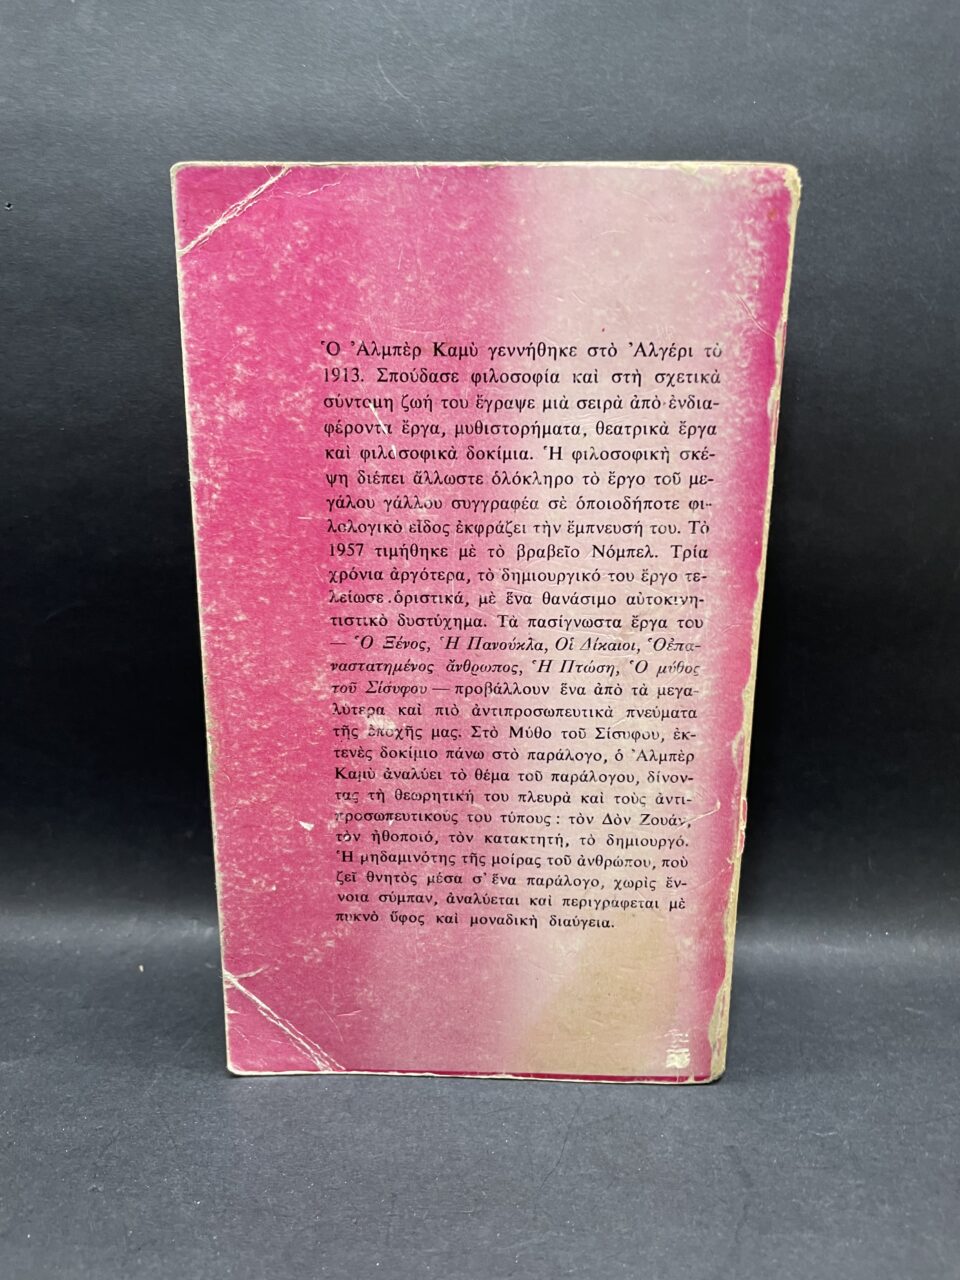 Ὁ Ἀλμπὲρ Καμὺ γεννήθηκε στὸ Ἀλγέρι τὸ
1913. Σπούδασε φιλοσοφία καὶ στὴ σχετικὰ
σύντομη ζωή του ἔγραψε μιὰ σειρὰ ἀπὸ ἐνδια-
φέροντα ἔργα, μυθιστορήματα, θεατρικὰ ἔργα
καὶ φιλοσοφικὰ δοκίμια. Ἡ φιλοσοφικὴ σκέ-
ψη διέπει ἄλλωστε ὁλόκληρο τὸ ἔργο τοῦ με-
γάλου γάλλου συγγραφέα σὲ ὁποιοδήποτε φι-
λολογικὸ εἶδος ἐκφράζει τὴν ἔμπνευσή του. Τὸ
1957 τιμήθηκε μὲ τὸ βραβεῖο Νόμπελ. Τρία
χρόνια ἀργότερα, τὸ δημιουργικό του ἔργο τε-
λείωσε ὁριστικά, μὲ ἕνα θανάσιμο αὐτοκινη-
τιστικὸ δυστύχημα. Τὰ πασίγνωστα ἔργα του
— Ὁ Ξένος, Ἡ Πανούκλα, Οἱ Δίκαιοι, Ὁἐπα-
ναστατημένος ἄνθρωπος, Ἡ Πτώση, Ὁ μύθος
τοῦ Σίσυφου — προβάλλουν ἕνα ἀπὸ τὰ μεγα-
λύτερα καὶ πιὸ ἀντιπροσωπευτικὰ πνεύματα
τῆς ἐποχῆς μας. Στὸ Μύθο τοῦ Σίσυφου, ἐκ-
τενὲς δοκίμιο πάνω στὸ παράλογο, ὁ Ἀλμπὲρ
Καμὺ ἀναλύει τὸ θέμα τοῦ παράλογου, δίνον-
τας τὴ θεωρητική του πλευρὰ καὶ τοὺς ἀντι-
προσωπευτικούς του τύπους: τὸν Δὸν Ζουάν,
τὸν ἠθοποιό, τὸν κατακτητή, τὸ δημιουργό.
Ἡ μηδαμινότης τῆς μοίρας τοῦ ἀνθρώπου, ποὺ
ζεῖ θνητὸς μέσα σ' ἕνα παράλογο, χωρὶς ἔν-
νοια σύμπαν, ἀναλύεται καὶ περιγράφεται μὲ
πυκνὸ ὕφος καὶ μοναδικὴ διαύγεια.